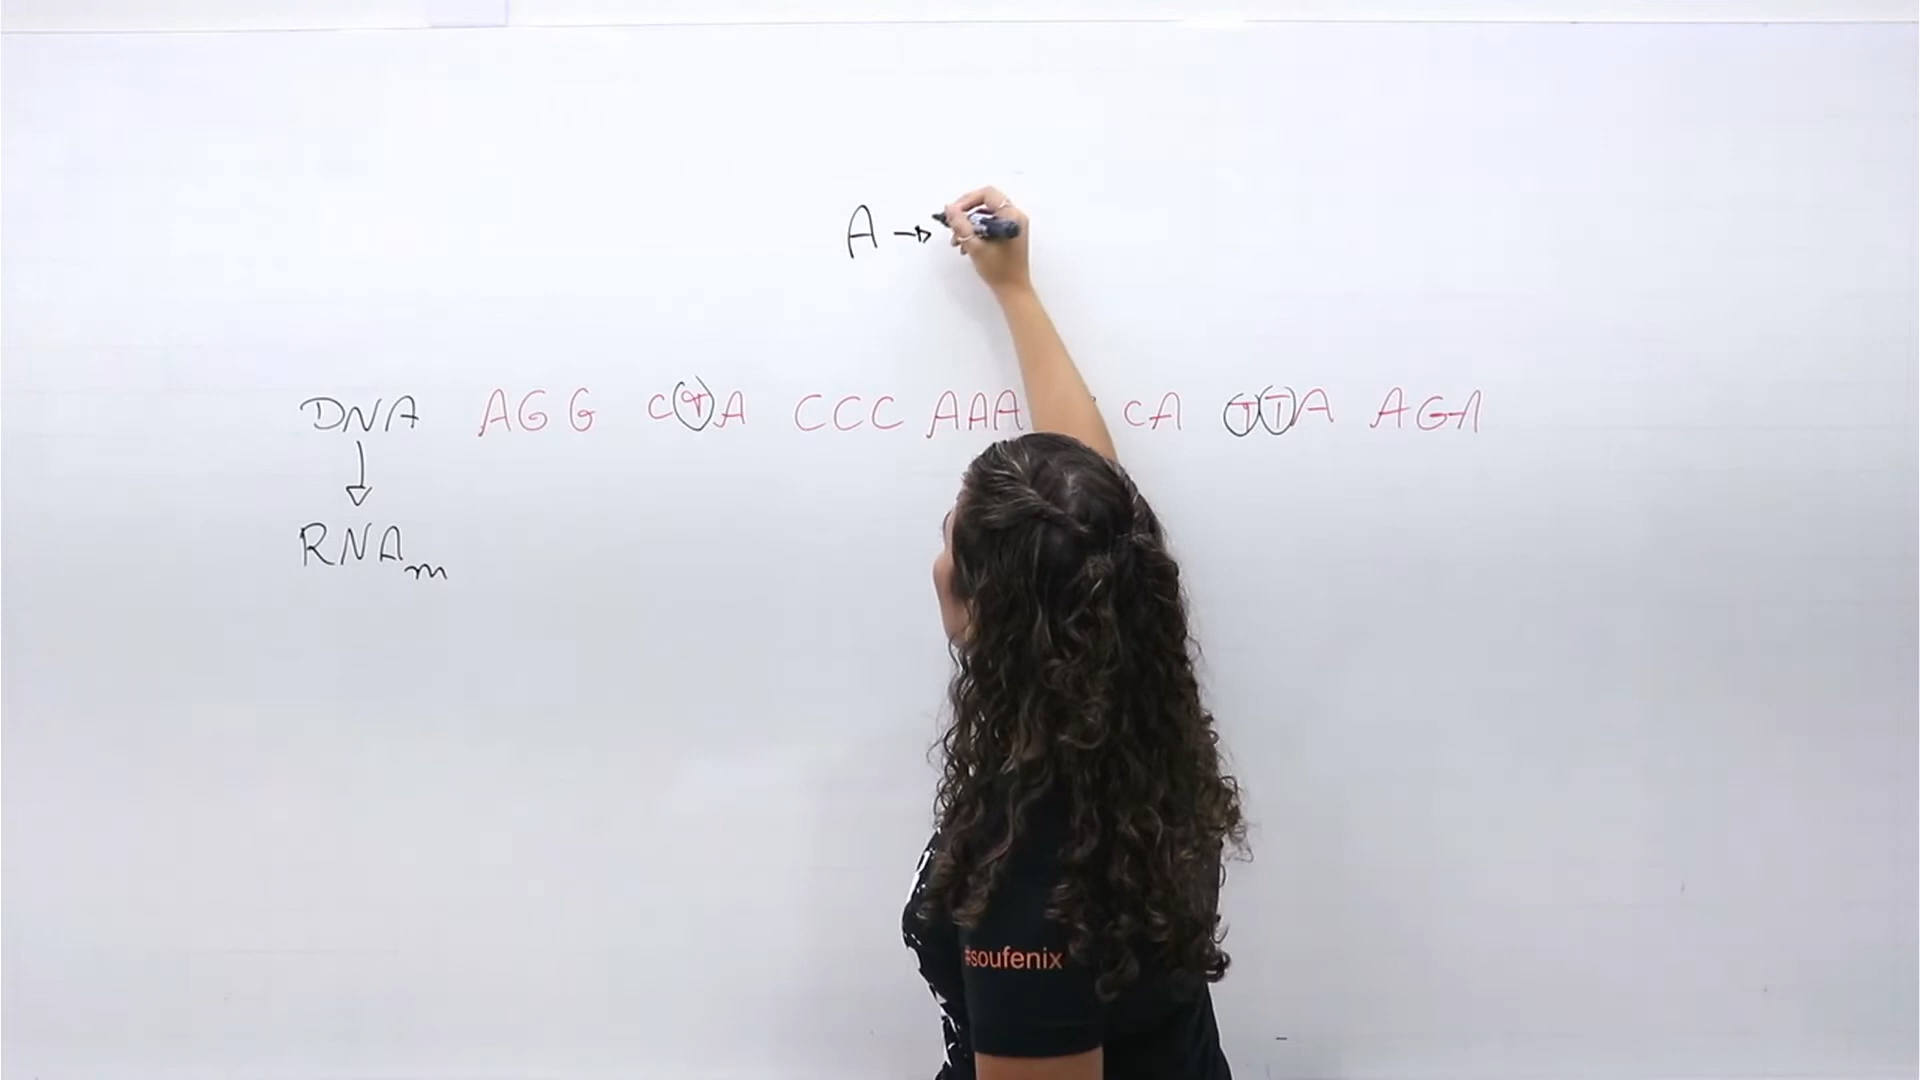 A →
DNA AGG CTA CCC AAA CA TTA AGA
↓
RNAm
#soufenix